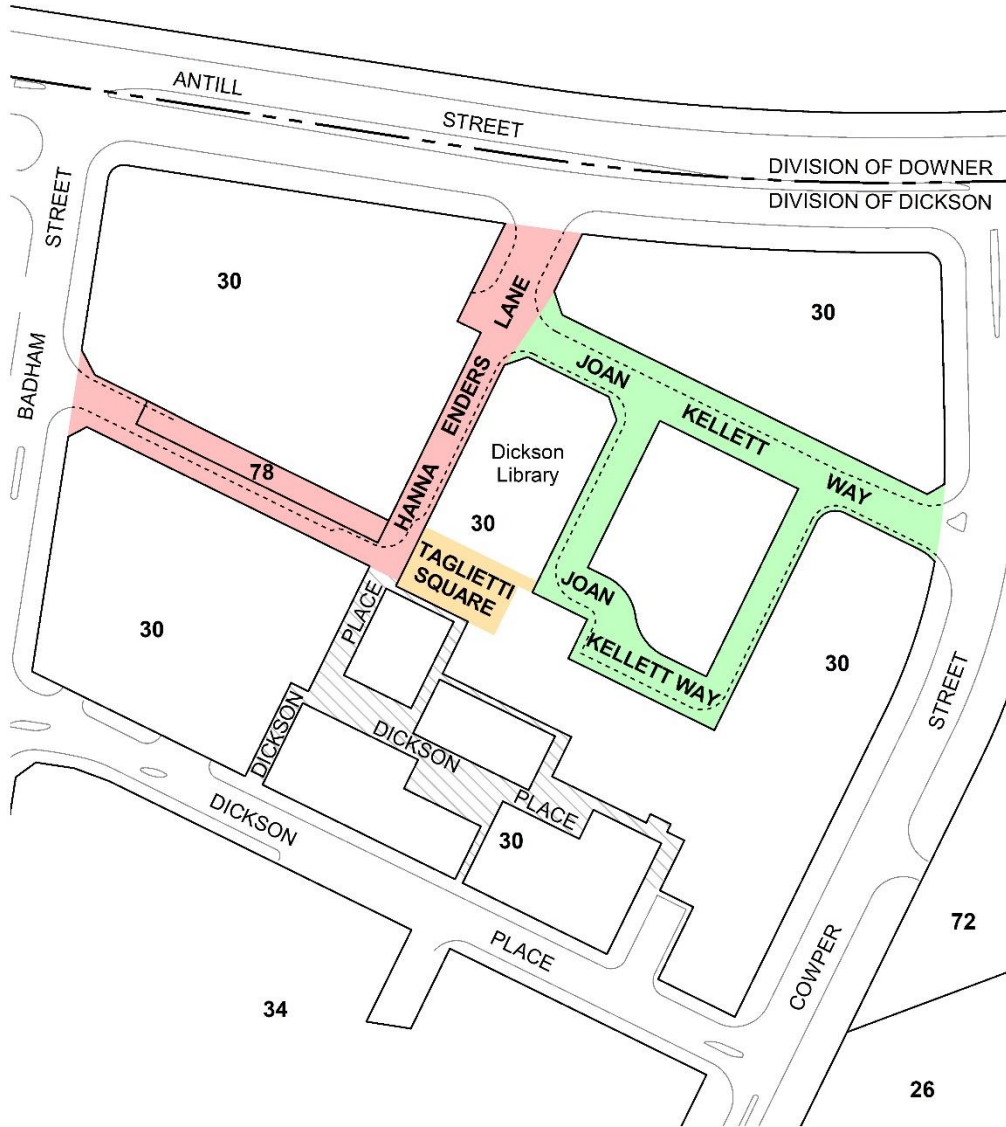 ANTILL
STREET
DIVISION OF DOWNER
DIVISION OF DICKSON
STREET
BADHAM
30
30
HANNA ENDERS LANE
JOAN
KELLETT
WAY
78
Dickson
Library
30
TAGLIETTI
SQUARE
JOAN
KELLETT WAY
30
PLACE
30
STREET
DICKSON
DICKSON
PLACE
DICKSON
30
PLACE
72
COWPER
34
26